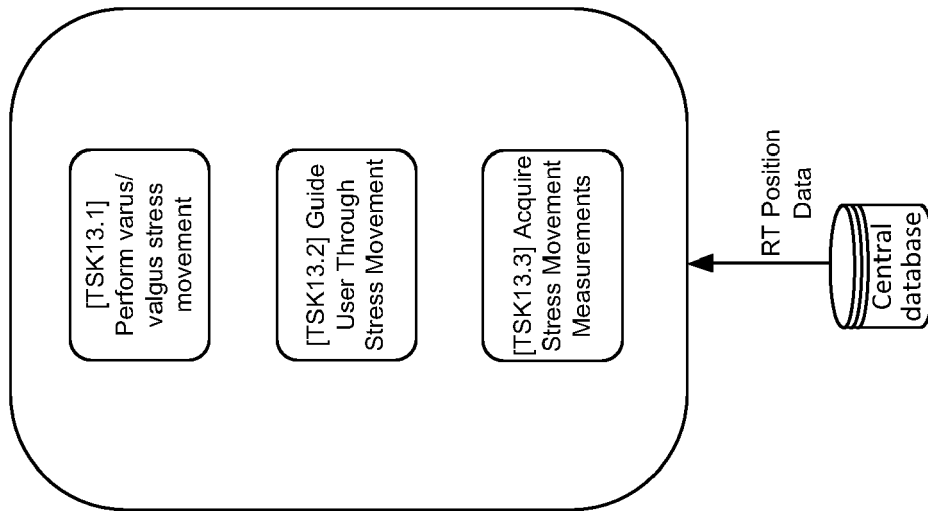 [TSK13.1]
Perform varus/
valgus stress
movement
[TSK13.2] Guide
User Through
Stress Movement
[TSK13.3] Acquire
Stress Movement
Measurements
RT Position
Data
Central
database